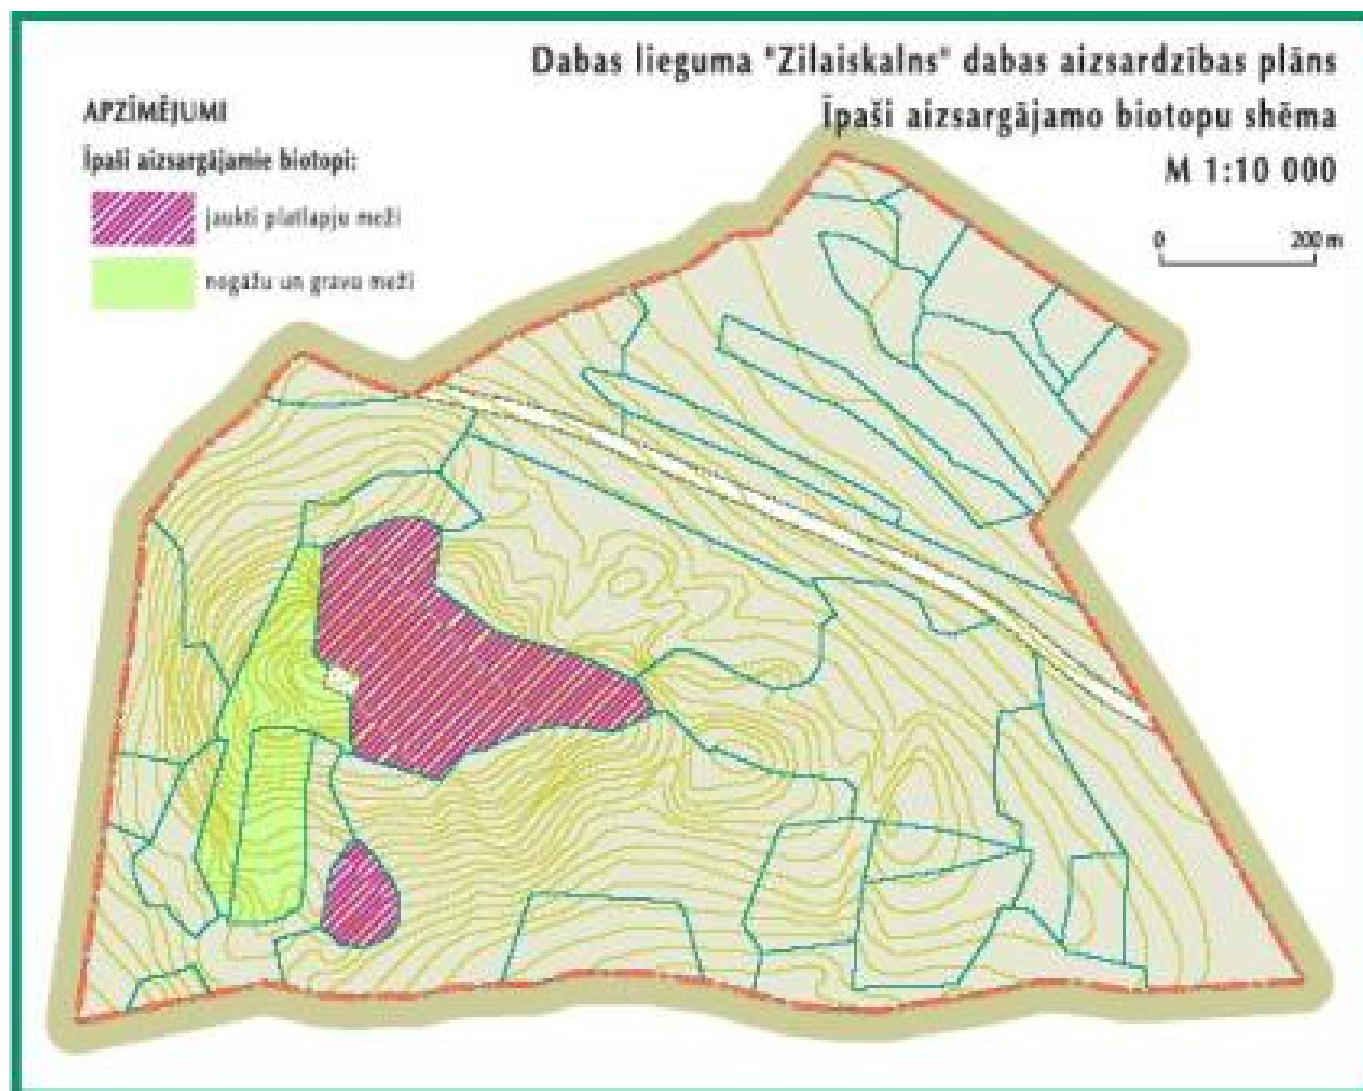 Dabas lieguma "Zilaiskalns" dabas aizsardzības plāns
Īpaši aizsargājamo biotopu shēma
M 1:10 000
0 200 m
APZĪMĒJUMI
Īpaši aizsargājamie biotopi:
jaukti platlapju meži
nogāžu un gravu meži